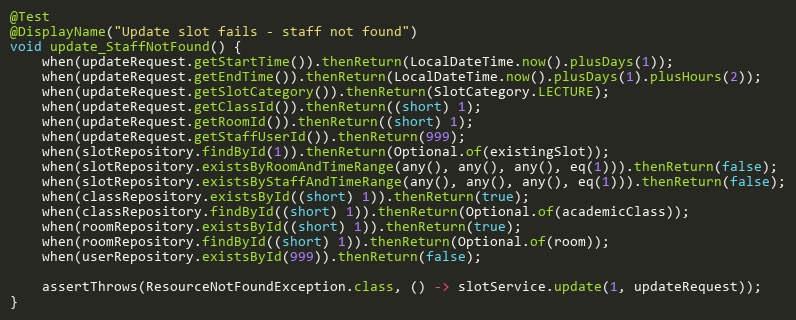 @Test
@DisplayName("Update slot fails - staff not found")
void update_StaffNotFound() {
    when(updateRequest.getStartTime()).thenReturn(LocalDateTime.now().plusDays(1));
    when(updateRequest.getEndTime()).thenReturn(LocalDateTime.now().plusDays(1).plusHours(2));
    when(updateRequest.getSlotCategory()).thenReturn(SlotCategory.LECTURE);
    when(updateRequest.getClassId()).thenReturn((short) 1);
    when(updateRequest.getRoomId()).thenReturn((short) 1);
    when(updateRequest.getStaffUserId()).thenReturn(999);
    when(slotRepository.findById(1)).thenReturn(Optional.of(existingSlot));
    when(slotRepository.existsByRoomAndTimeRange(any(), any(), any(), eq(1))).thenReturn(false);
    when(slotRepository.existsByStaffAndTimeRange(any(), any(), any(), eq(1))).thenReturn(false);
    when(classRepository.existsById((short) 1)).thenReturn(true);
    when(classRepository.findById((short) 1)).thenReturn(Optional.of(academicClass));
    when(roomRepository.existsById((short) 1)).thenReturn(true);
    when(roomRepository.findById((short) 1)).thenReturn(Optional.of(room));
    when(userRepository.existsById(999)).thenReturn(false);

    assertThrows(ResourceNotFoundException.class, () -> slotService.update(1, updateRequest));
}